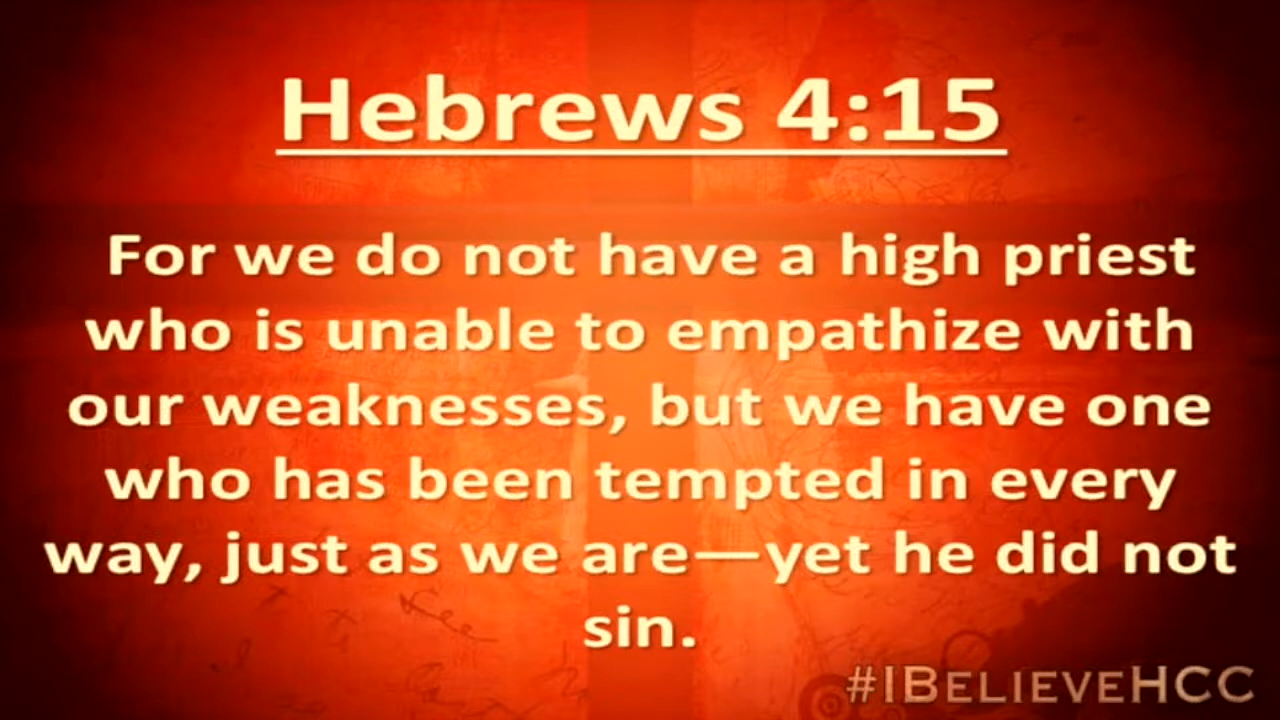 Hebrews 4:15
For we do not have a high priest
who is unable to empathize with
our weaknesses, but we have one
who has been tempted in every
way, just as we are—yet he did not
sin.
#IBELIEVEHCC